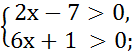 2x − 7 > 0,
6x + 1 > 0;